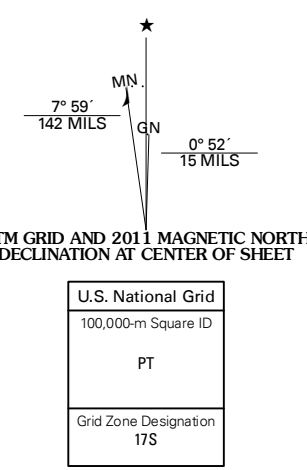 ★
MN
7° 59´
142 MILS
GN
0° 52´
15 MILS
TM GRID AND 2011 MAGNETIC NORTH
DECLINATION AT CENTER OF SHEET
U.S. National Grid
100,000-m Square ID
PT
Grid Zone Designation
17S